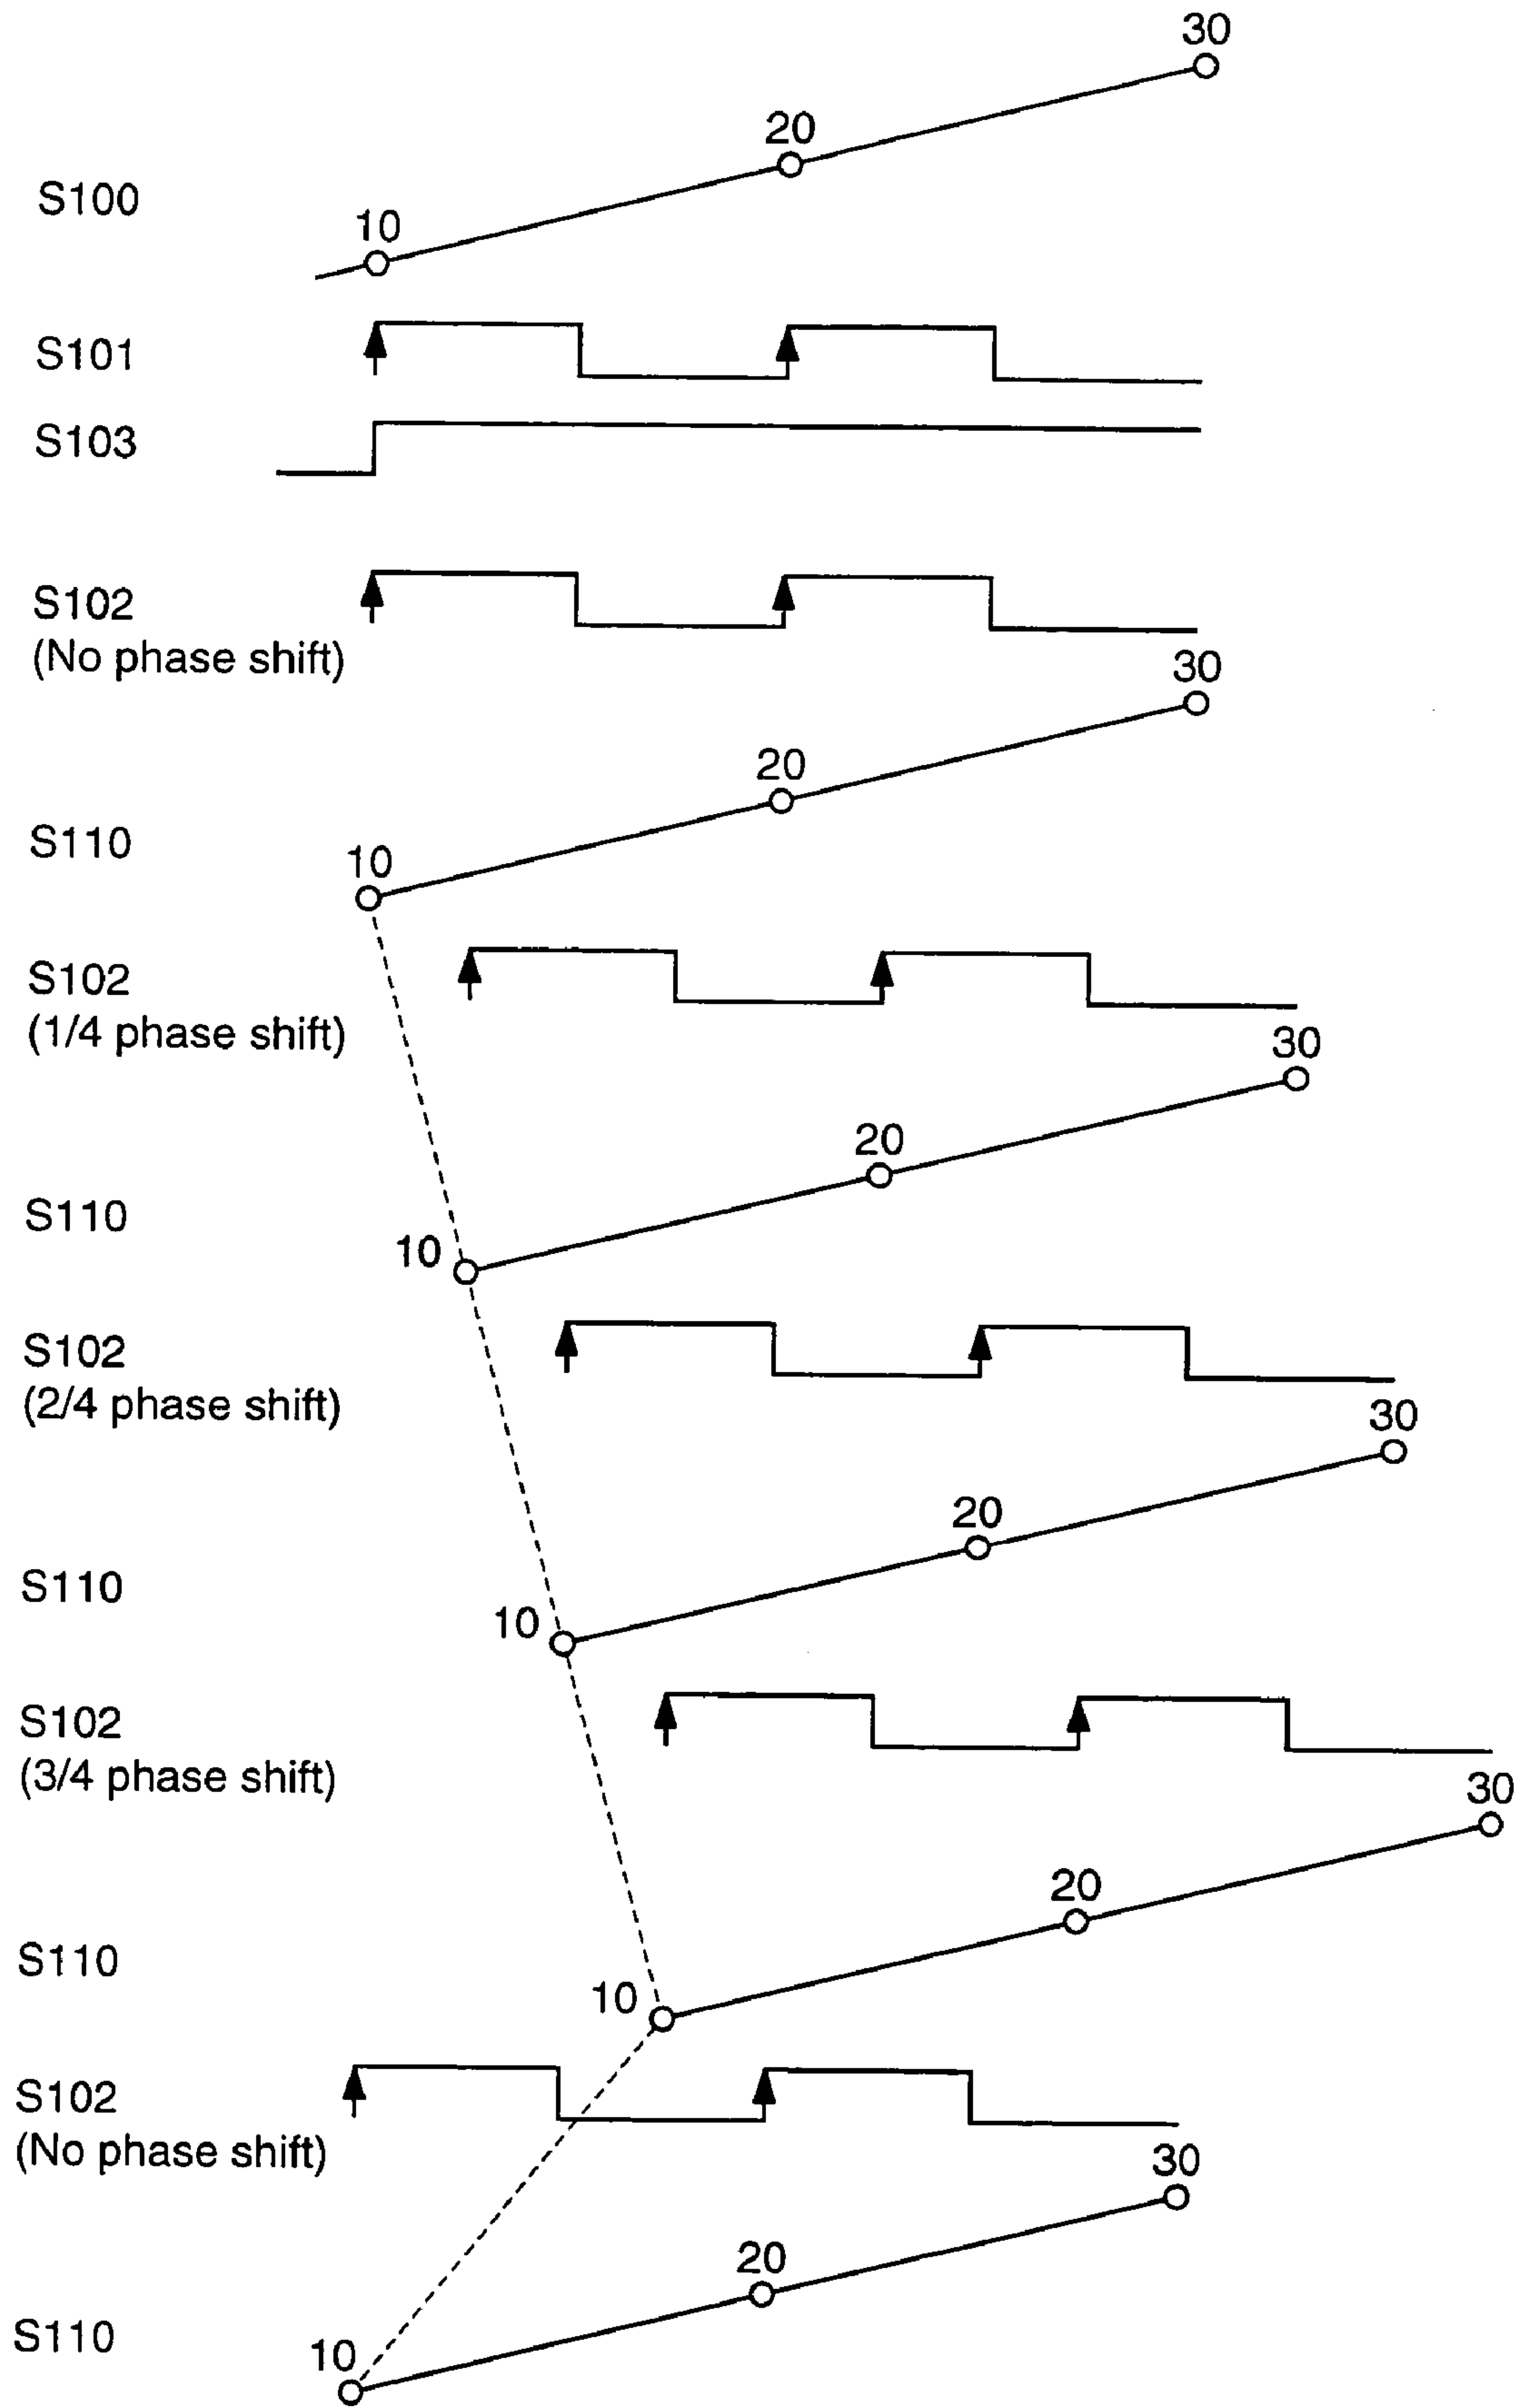 30
20
S100
10
S101
S103
S102
(No phase shift)
30
20
S110
10
S102
(1/4 phase shift)
30
20
S110
10
S102
(2/4 phase shift)
30
20
S110
10
S102
(3/4 phase shift)
30
20
S110
10
S102
(No phase shift)
30
20
S110
10